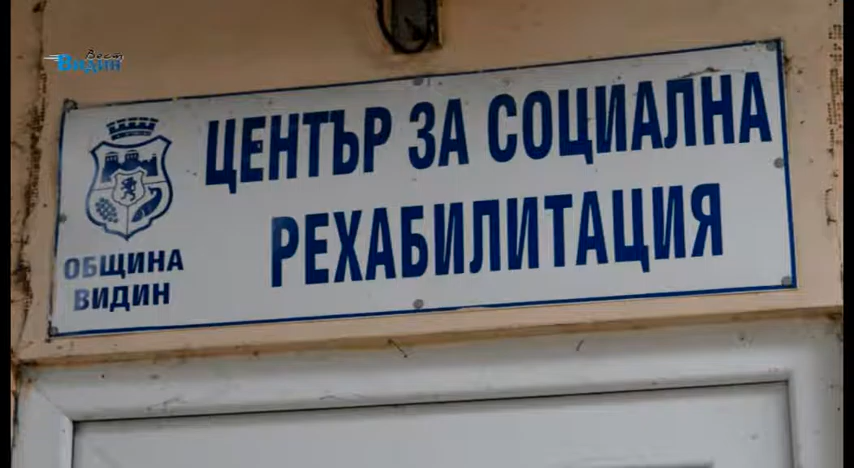 Вест
Видин
ЦЕНТЪР ЗА СОЦИАЛНА
РЕХАБИЛИТАЦИЯ
ОБЩИНА
ВИДИН